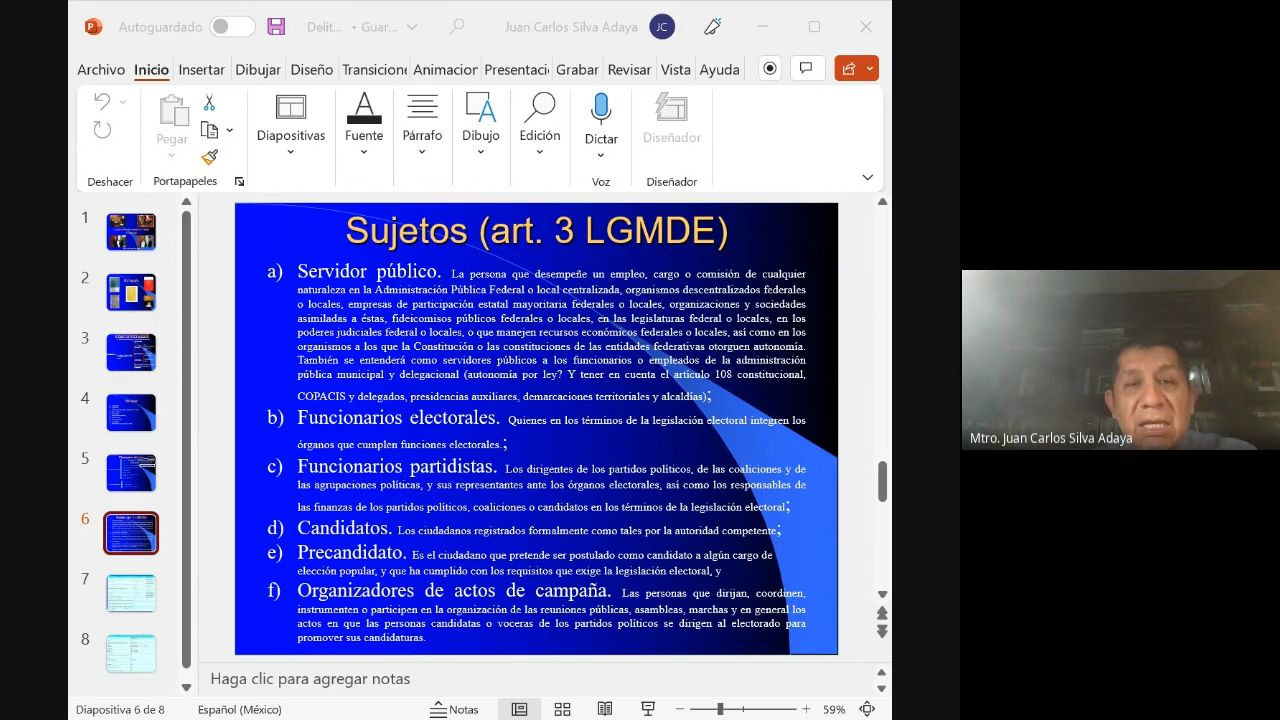 Autoguardado
Delit... • Guar...
Juan Carlos Silva Adaya
JC
Archivo Inicio Insertar Dibujar Diseño Transicione Animacior Presentaci Grabar Revisar Vista Ayuda
Pegar
Diapositivas
Fuente
Párrafo
Dibujo
Edición
Dictar
Diseñador
Deshacer
Portapapeles
Voz
Diseñador
1
2
3
4
5
6
7
8
Sujetos (art. 3 LGMDE)
a) Servidor público. La persona que desempeñe un empleo, cargo o comisión de cualquier
naturaleza en la Administración Pública Federal o local centralizada, organismos descentralizados federales
o locales, empresas de participación estatal mayoritaria federales o locales, organizaciones y sociedades
asimiladas a éstas, fideicomisos públicos federales o locales, en las legislaturas federal o locales, en los
poderes judiciales federal o locales, o que manejen recursos económicos federales o locales, así como en los
organismos a los que la Constitución o las constituciones de las entidades federativas otorguen autonomía.
También se entenderá como servidores públicos a los funcionarios o empleados de la administración
pública municipal y delegacional (autonomía por ley? Y tener en cuenta el artículo 108 constitucional,
COPACIS y delegados, presidencias auxiliares, demarcaciones territoriales y alcaldías);
b) Funcionarios electorales. Quienes en los términos de la legislación electoral integren los
órganos que cumplen funciones electorales.;
c) Funcionarios partidistas. Los dirigentes de los partidos políticos, de las coaliciones y de
las agrupaciones políticas, y sus representantes ante los órganos electorales, así como los responsables de
las finanzas de los partidos políticos, coaliciones o candidatos en los términos de la legislación electoral;
d) Candidatos. Los ciudadanos registrados formalmente como tales por la autoridad competente;
e) Precandidato. Es el ciudadano que pretende ser postulado como candidato a algún cargo de
elección popular, y que ha cumplido con los requisitos que exige la legislación electoral, y
f) Organizadores de actos de campaña. Las personas que dirijan, coordinen,
instrumenten o participen en la organización de las reuniones públicas, asambleas, marchas y en general los
actos en que las personas candidatas o voceras de los partidos políticos se dirigen al electorado para
promover sus candidaturas.
Haga clic para agregar notas
Diapositiva 6 de 8
Español (México)
Notas
59%
Mtro. Juan Carlos Silva Adaya